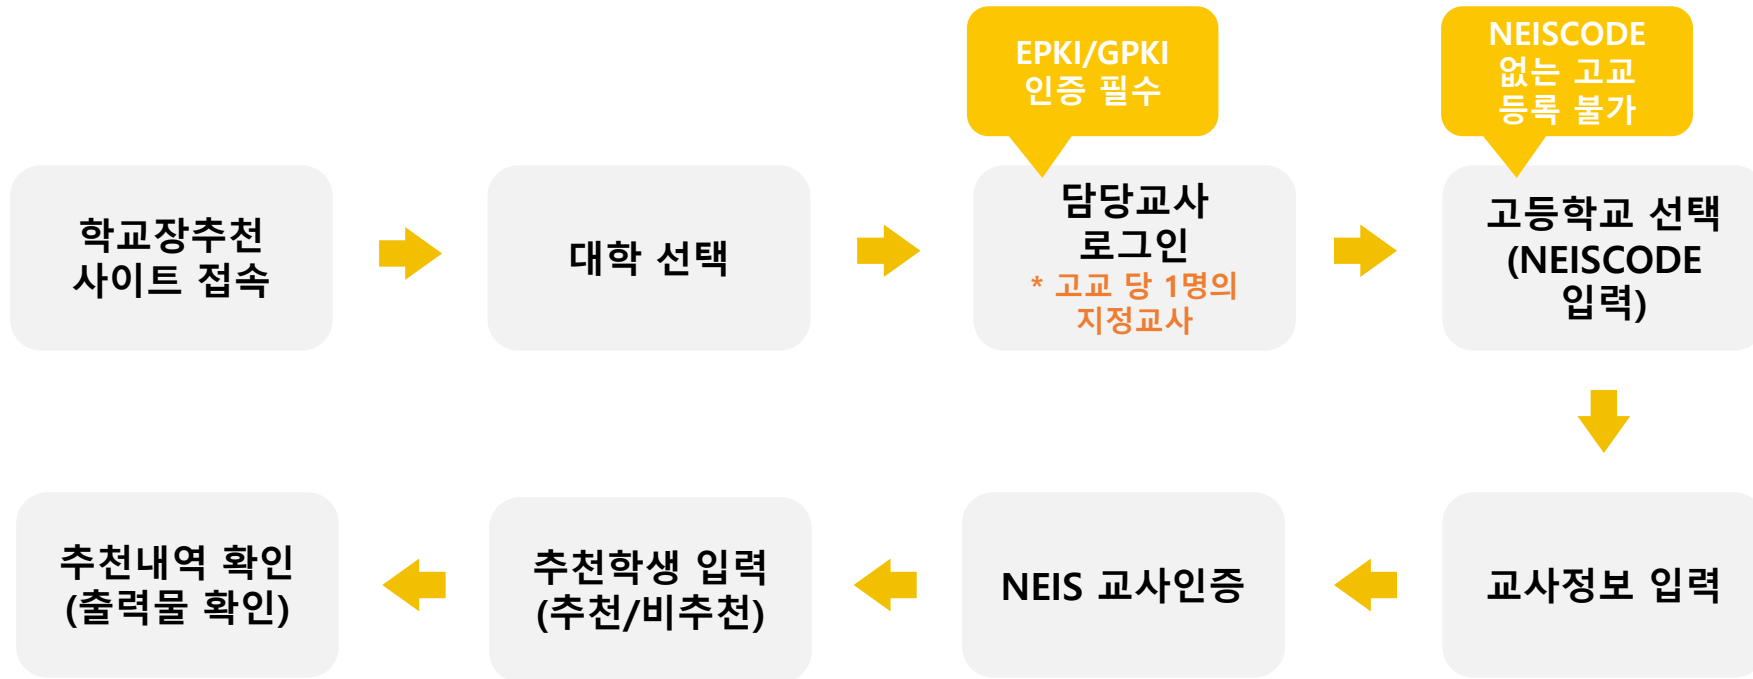 EPKI/GPKI
인증 필수
NEISCODE
없는 고교
등록 불가
학교장추천
사이트 접속
대학 선택
담당교사
로그인
* 고교 당 1명의
지정교사
고등학교 선택
(NEISCODE
입력)
교사정보 입력
NEIS 교사인증
추천학생 입력
(추천/비추천)
추천내역 확인
(출력물 확인)